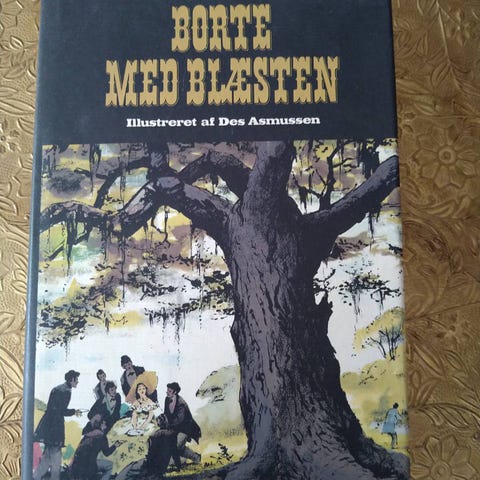 BORTE
MED BLÆSTEN
Illustreret af Des Asmussen